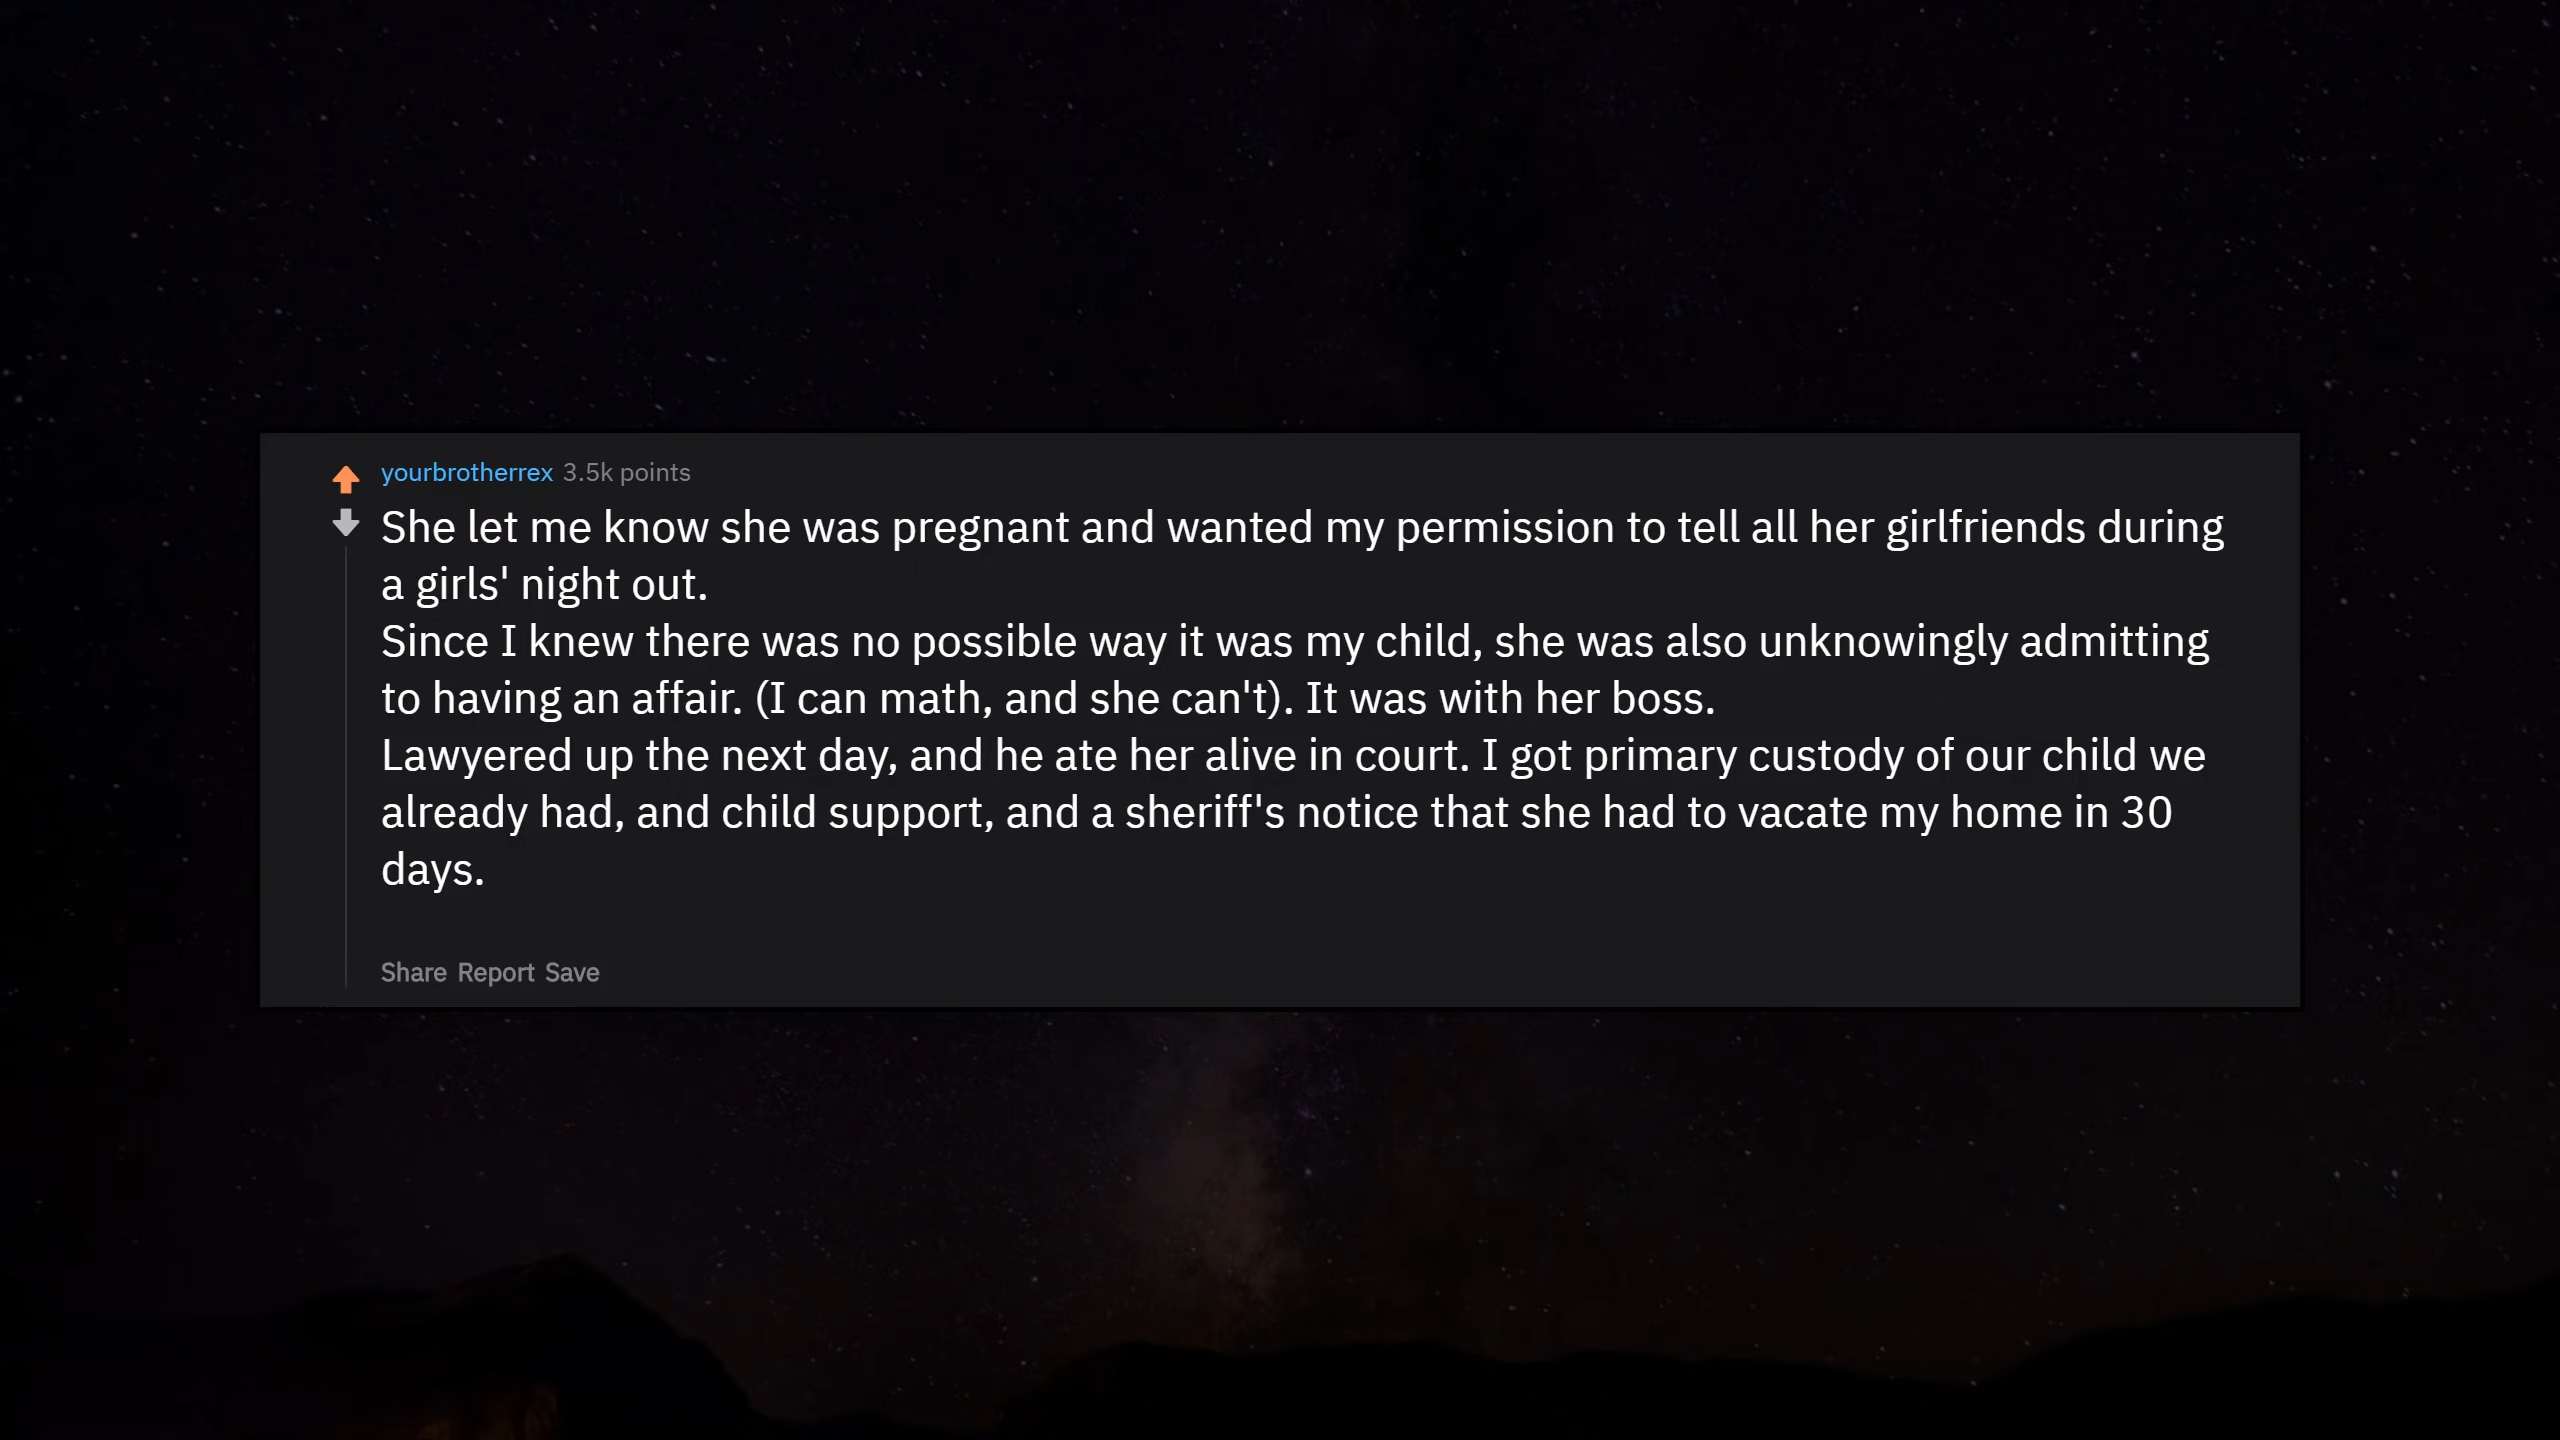 yourbrotherrex 3.5k points
She let me know she was pregnant and wanted my permission to tell all her girlfriends during
a girls' night out.
Since I knew there was no possible way it was my child, she was also unknowingly admitting
to having an affair. (I can math, and she can't). It was with her boss.
Lawyered up the next day, and he ate her alive in court. I got primary custody of our child we
already had, and child support, and a sheriff's notice that she had to vacate my home in 30
days.
Share Report Save